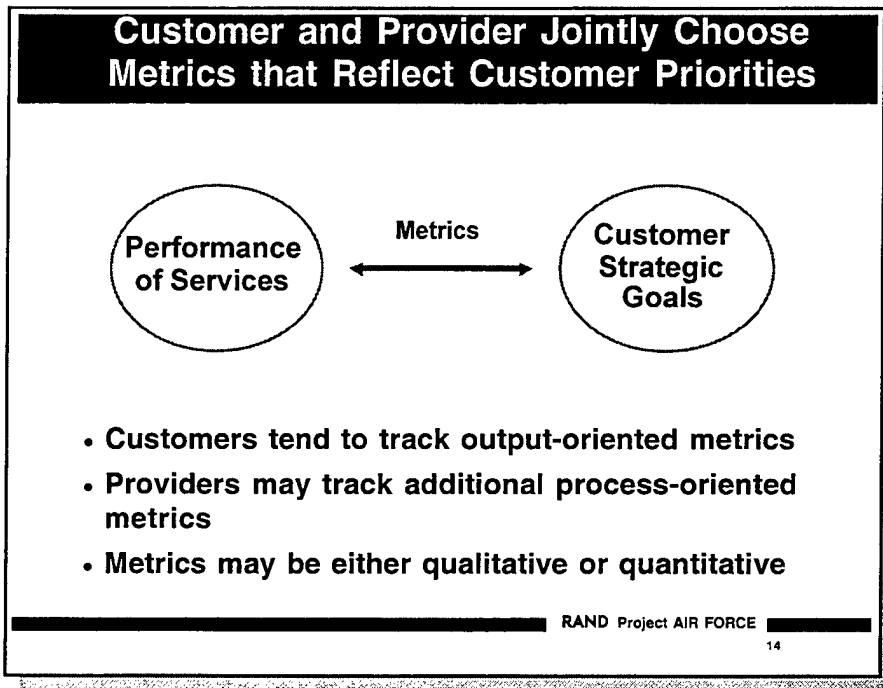 Customer and Provider Jointly Choose
Metrics that Reflect Customer Priorities
Performance
of Services
Metrics
Customer
Strategic
Goals
• Customers tend to track output-oriented metrics
• Providers may track additional process-oriented
metrics
• Metrics may be either qualitative or quantitative
RAND Project AIR FORCE
14